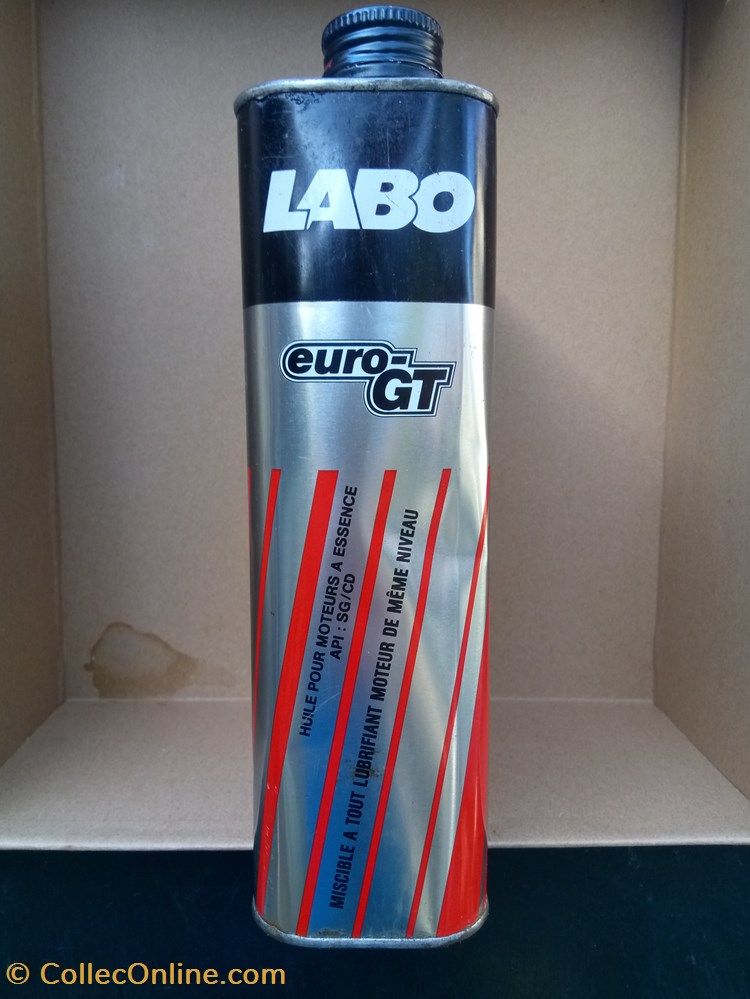 LABO
euro-
GT
HUILE POUR MOTEURS A ESSENCE
API : SG/CD
MISCIBLE A TOUT LUBRIFIANT MOTEUR DE MÊME NIVEAU
© CollecOnline.com